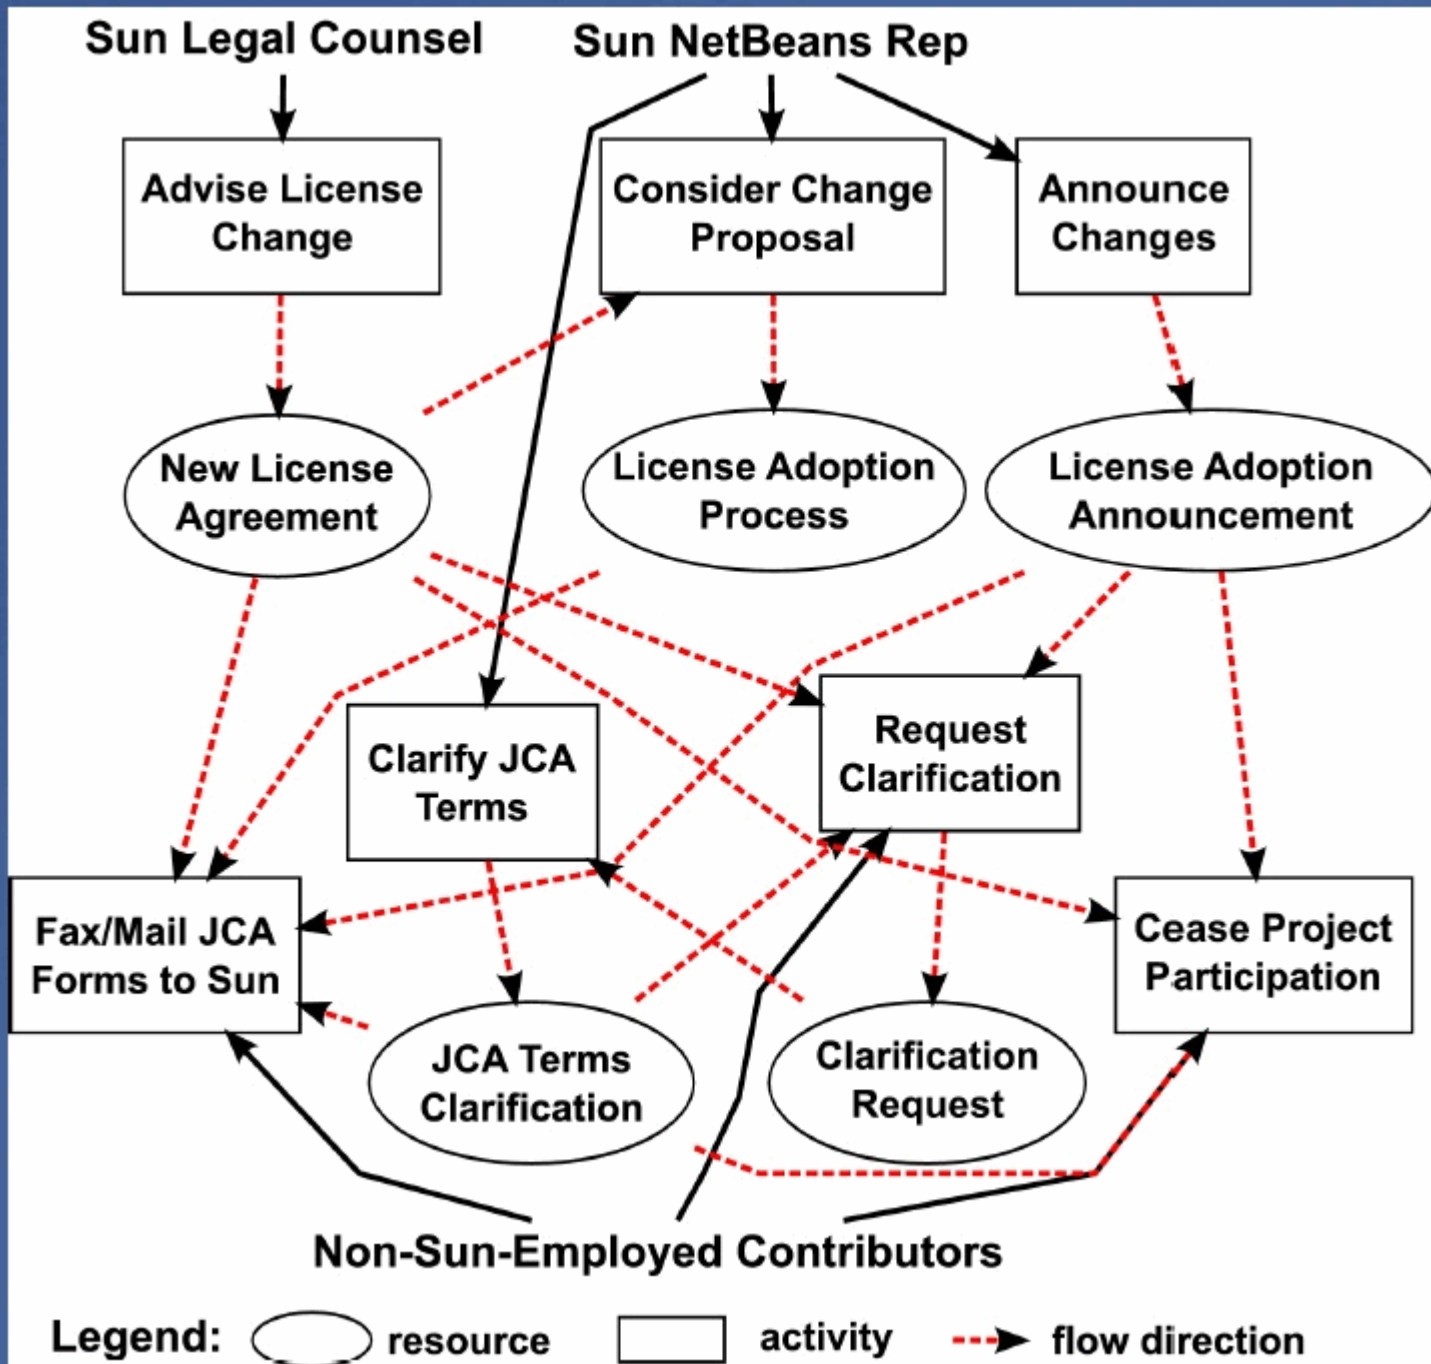 Sun Legal Counsel
Sun NetBeans Rep
Advise License
Change
Consider Change
Proposal
Announce
Changes
New License
Agreement
License Adoption
Process
License Adoption
Announcement
Clarify JCA
Terms
Request
Clarification
Fax/Mail JCA
Forms to Sun
Cease Project
Participation
JCA Terms
Clarification
Clarification
Request
Non-Sun-Employed Contributors
Legend: resource activity flow direction